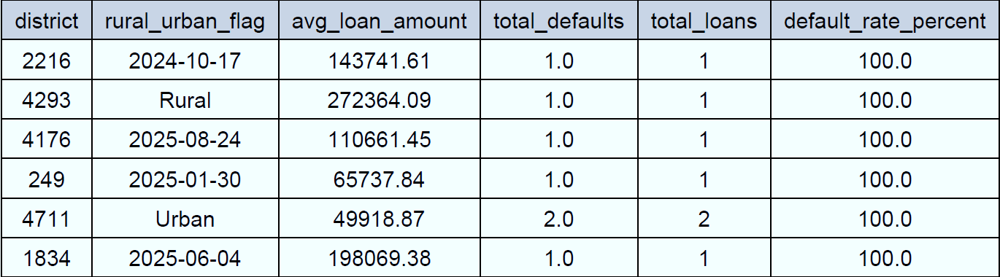 district rural_urban_flag avg_loan_amount total_defaults total_loans default_rate_percent
2216 2024-10-17 143741.61 1.0 1 100.0
4293 Rural 272364.09 1.0 1 100.0
4176 2025-08-24 110661.45 1.0 1 100.0
249 2025-01-30 65737.84 1.0 1 100.0
4711 Urban 49918.87 2.0 2 100.0
1834 2025-06-04 198069.38 1.0 1 100.0